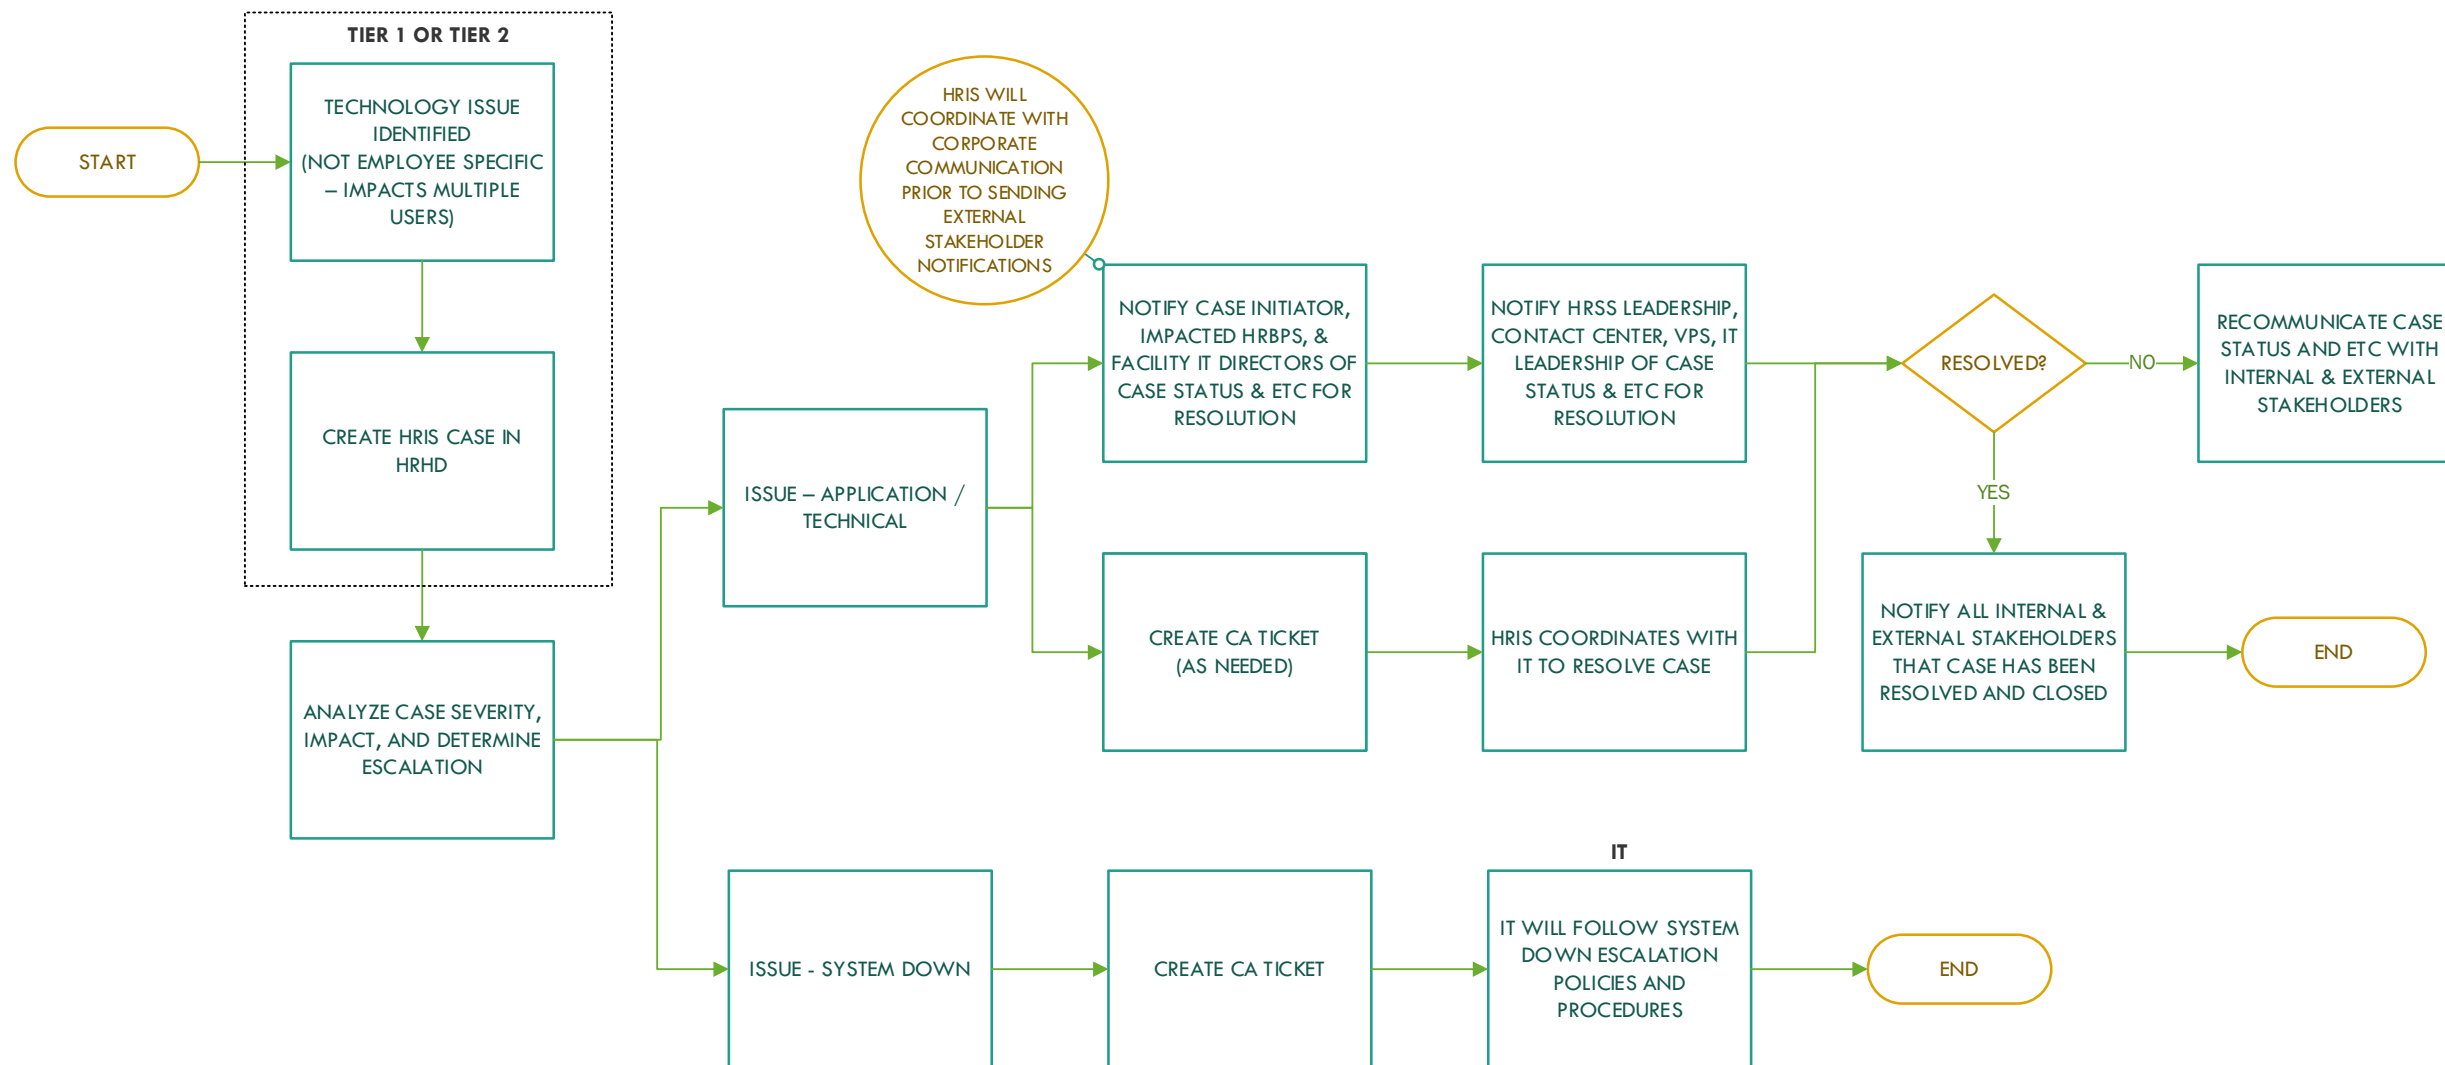 TIER 1 OR TIER 2
START
TECHNOLOGY ISSUE
IDENTIFIED
(NOT EMPLOYEE SPECIFIC
– IMPACTS MULTIPLE
USERS)
CREATE HRIS CASE IN
HRHD
ANALYZE CASE SEVERITY,
IMPACT, AND DETERMINE
ESCALATION
HRIS WILL
COORDINATE WITH
CORPORATE
COMMUNICATION
PRIOR TO SENDING
EXTERNAL
STAKEHOLDER
NOTIFICATIONS
ISSUE – APPLICATION /
TECHNICAL
NOTIFY CASE INITIATOR,
IMPACTED HRBPS, &
FACILITY IT DIRECTORS OF
CASE STATUS & ETC FOR
RESOLUTION
NOTIFY HRSS LEADERSHIP,
CONTACT CENTER, VPS, IT
LEADERSHIP OF CASE
STATUS & ETC FOR
RESOLUTION
RESOLVED?
NO
RECOMMUNICATE CASE
STATUS AND ETC WITH
INTERNAL & EXTERNAL
STAKEHOLDERS
YES
CREATE CA TICKET
(AS NEEDED)
HRIS COORDINATES WITH
IT TO RESOLVE CASE
NOTIFY ALL INTERNAL &
EXTERNAL STAKEHOLDERS
THAT CASE HAS BEEN
RESOLVED AND CLOSED
END
ISSUE - SYSTEM DOWN
CREATE CA TICKET
IT
IT WILL FOLLOW SYSTEM
DOWN ESCALATION
POLICIES AND
PROCEDURES
END